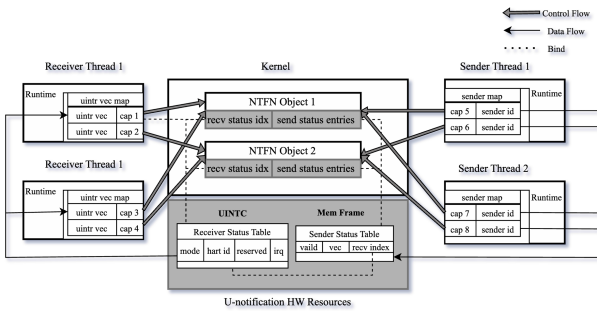 Control Flow
Data Flow
Bind
Receiver Thread 1
Kernel
Sender Thread 1
Runtime
uintr vec map
uintr vec cap 1
uintr vec cap 2
NTFN Object 1
recv status idx send status entries
NTFN Object 2
recv status idx send status entries
sender map
Runtime
cap 5 sender id
cap 6 sender id
Receiver Thread 1
Sender Thread 2
Runtime
uintr vec map
uintr vec cap 3
uintr vec cap 4
sender map
Runtime
cap 7 sender id
cap 8 sender id
UINTC
Mem Frame
Receiver Status Table
mode hart id reserved irq
Sender Status Table
vaild vec recv index
U-notification HW Resources